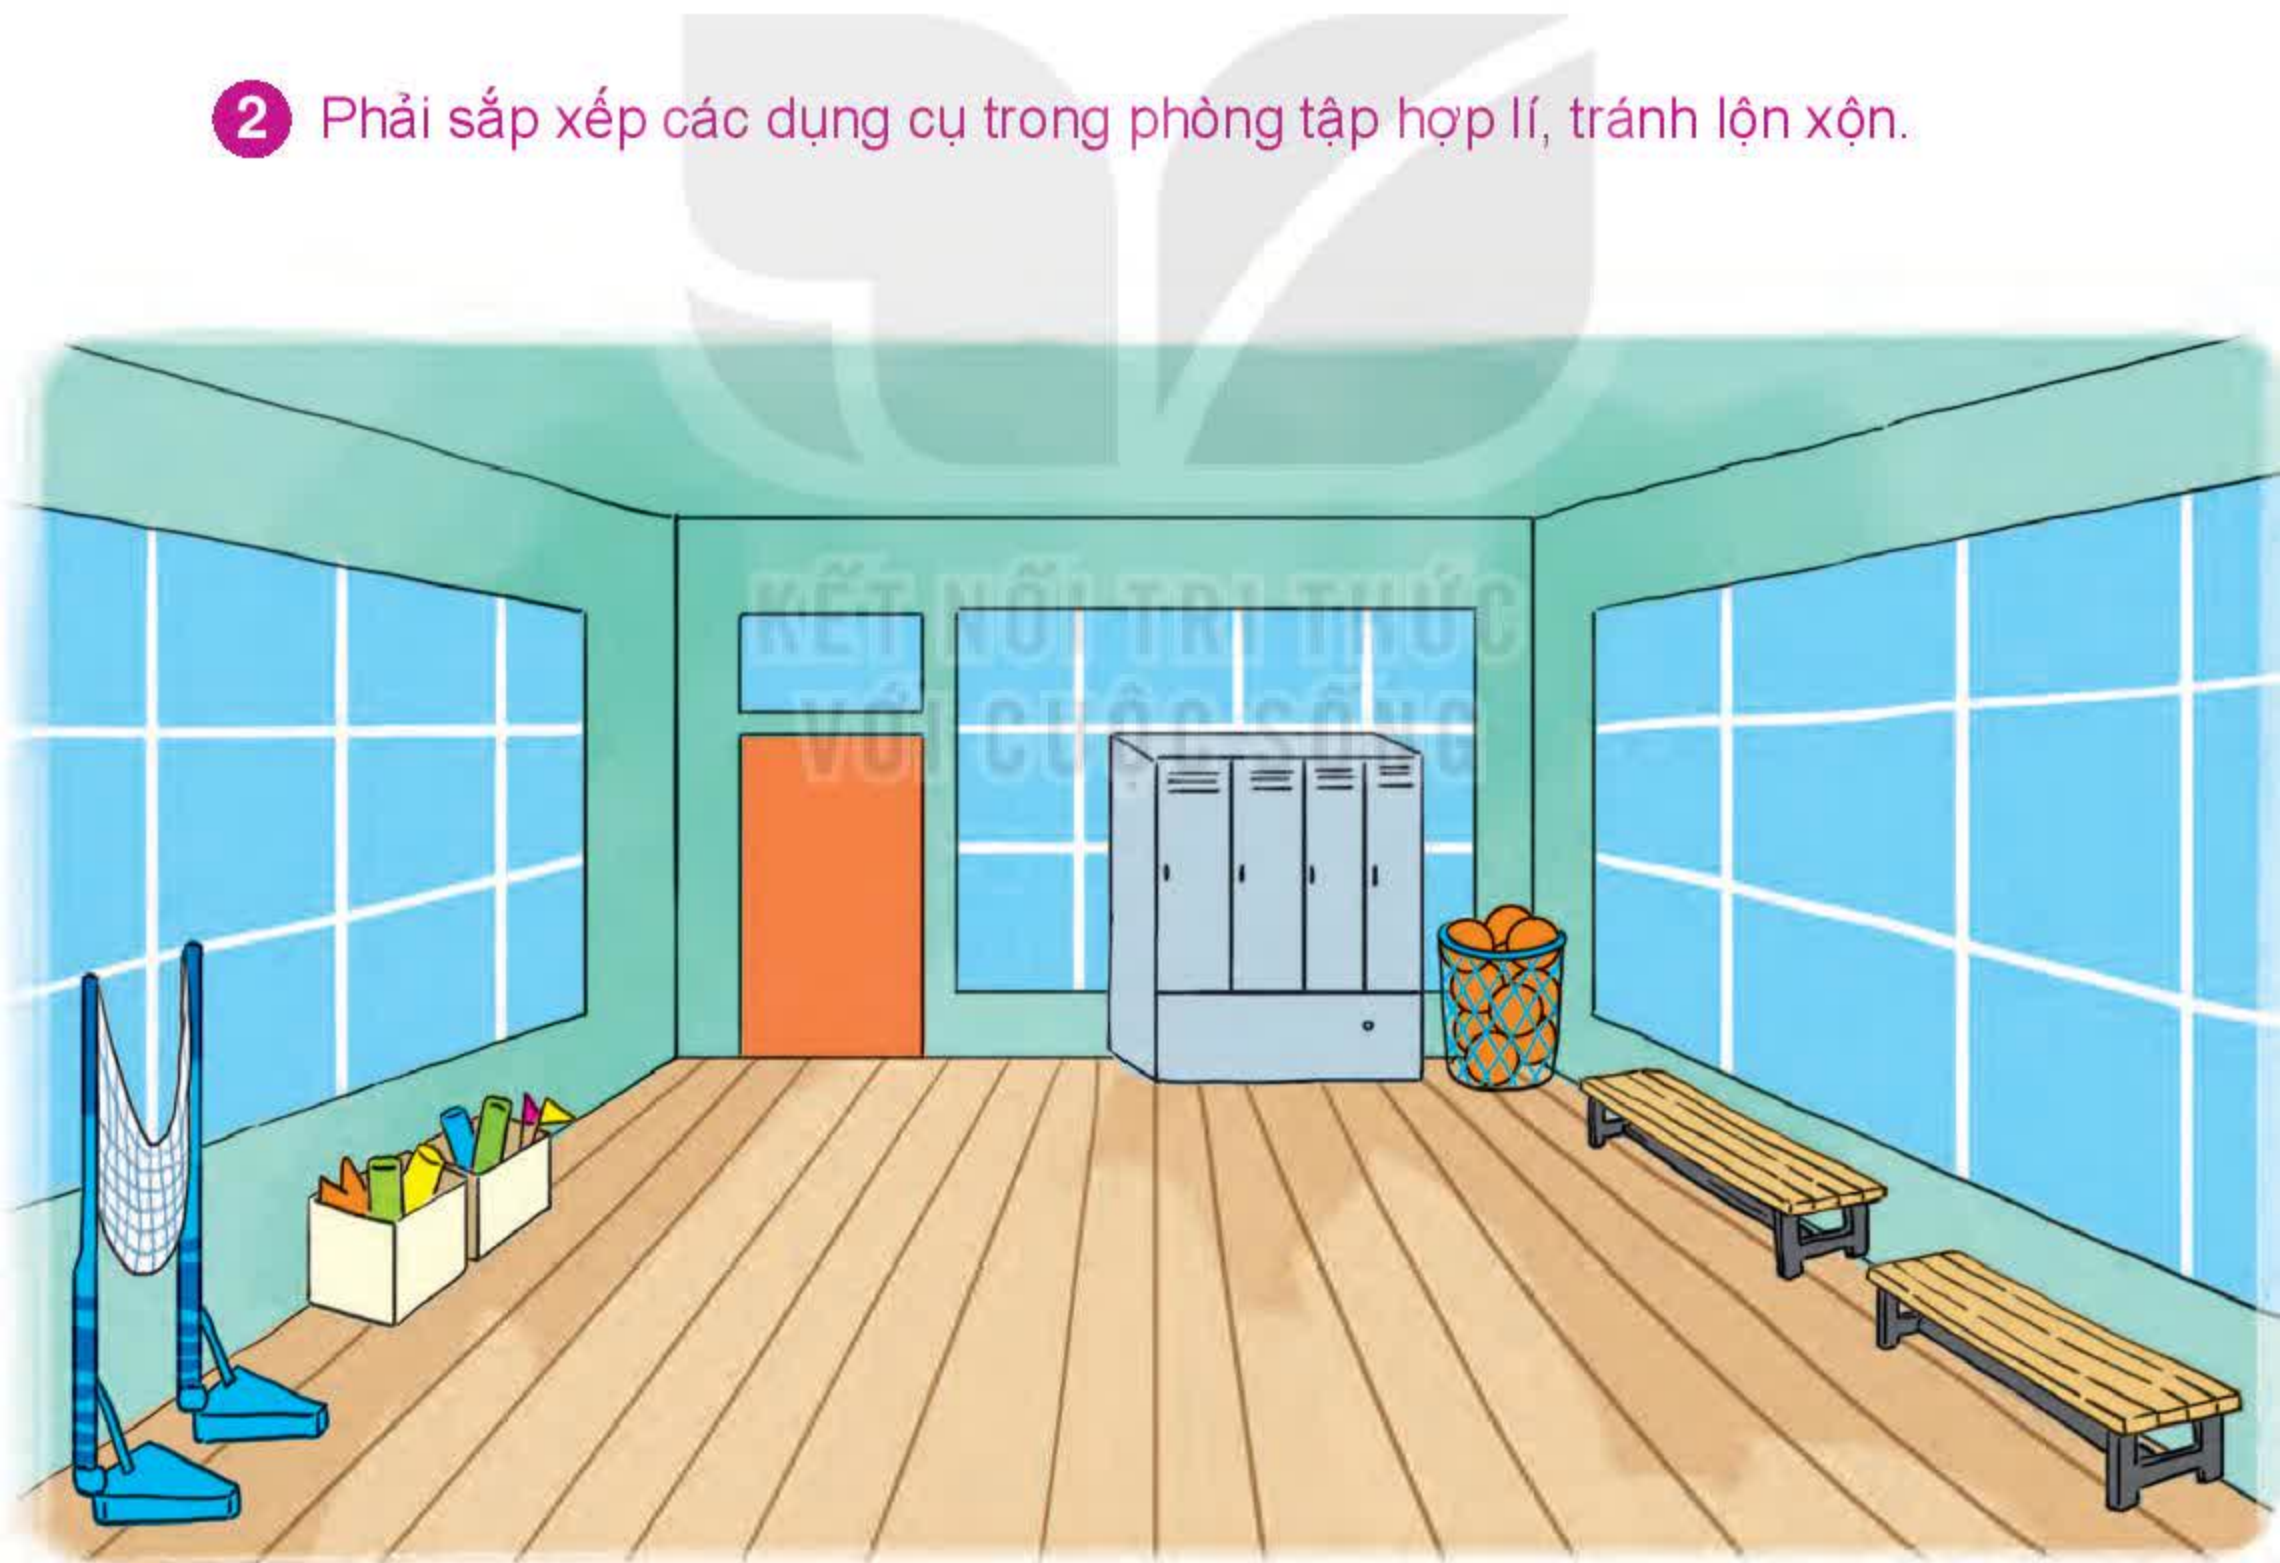 2 Phải sắp xếp các dụng cụ trong phòng tập hợp lí, tránh lộn xộn.
KẾT NỐI TRI THỨC
VỚI CUỘC SỐNG